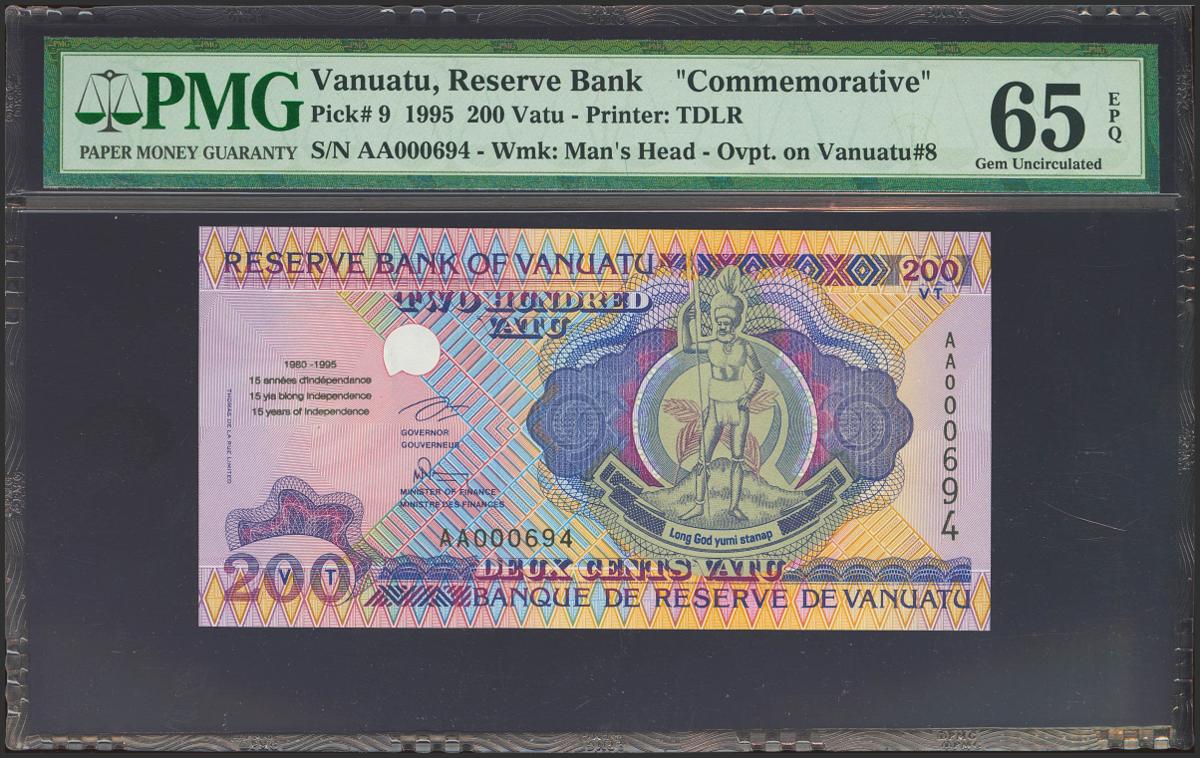 PMG
PAPER MONEY GUARANTY
Vanuatu, Reserve Bank "Commemorative"
Pick# 9 1995 200 Vatu - Printer: TDLR
S/N AA000694 - Wmk: Man's Head - Ovpt. on Vanuatu#8
65
EPQ
Gem Uncirculated
RESERVE BANK OF VANUATU
200
VT
TWO HUNDRED
VATU
1980 - 1995
15 années d'Indépendance
15 yia blong Independence
15 years of Independence
THOMAS DE LA RUE LIMITED
GOVERNOR
GOUVERNEUR
MINISTER OF FINANCE
MINISTRE DES FINANCES
AA000694
AA000694
Long God yumi stanap
200
V T
DEUX CENTS VATU
BANQUE DE RESERVE DE VANUATU
PMG